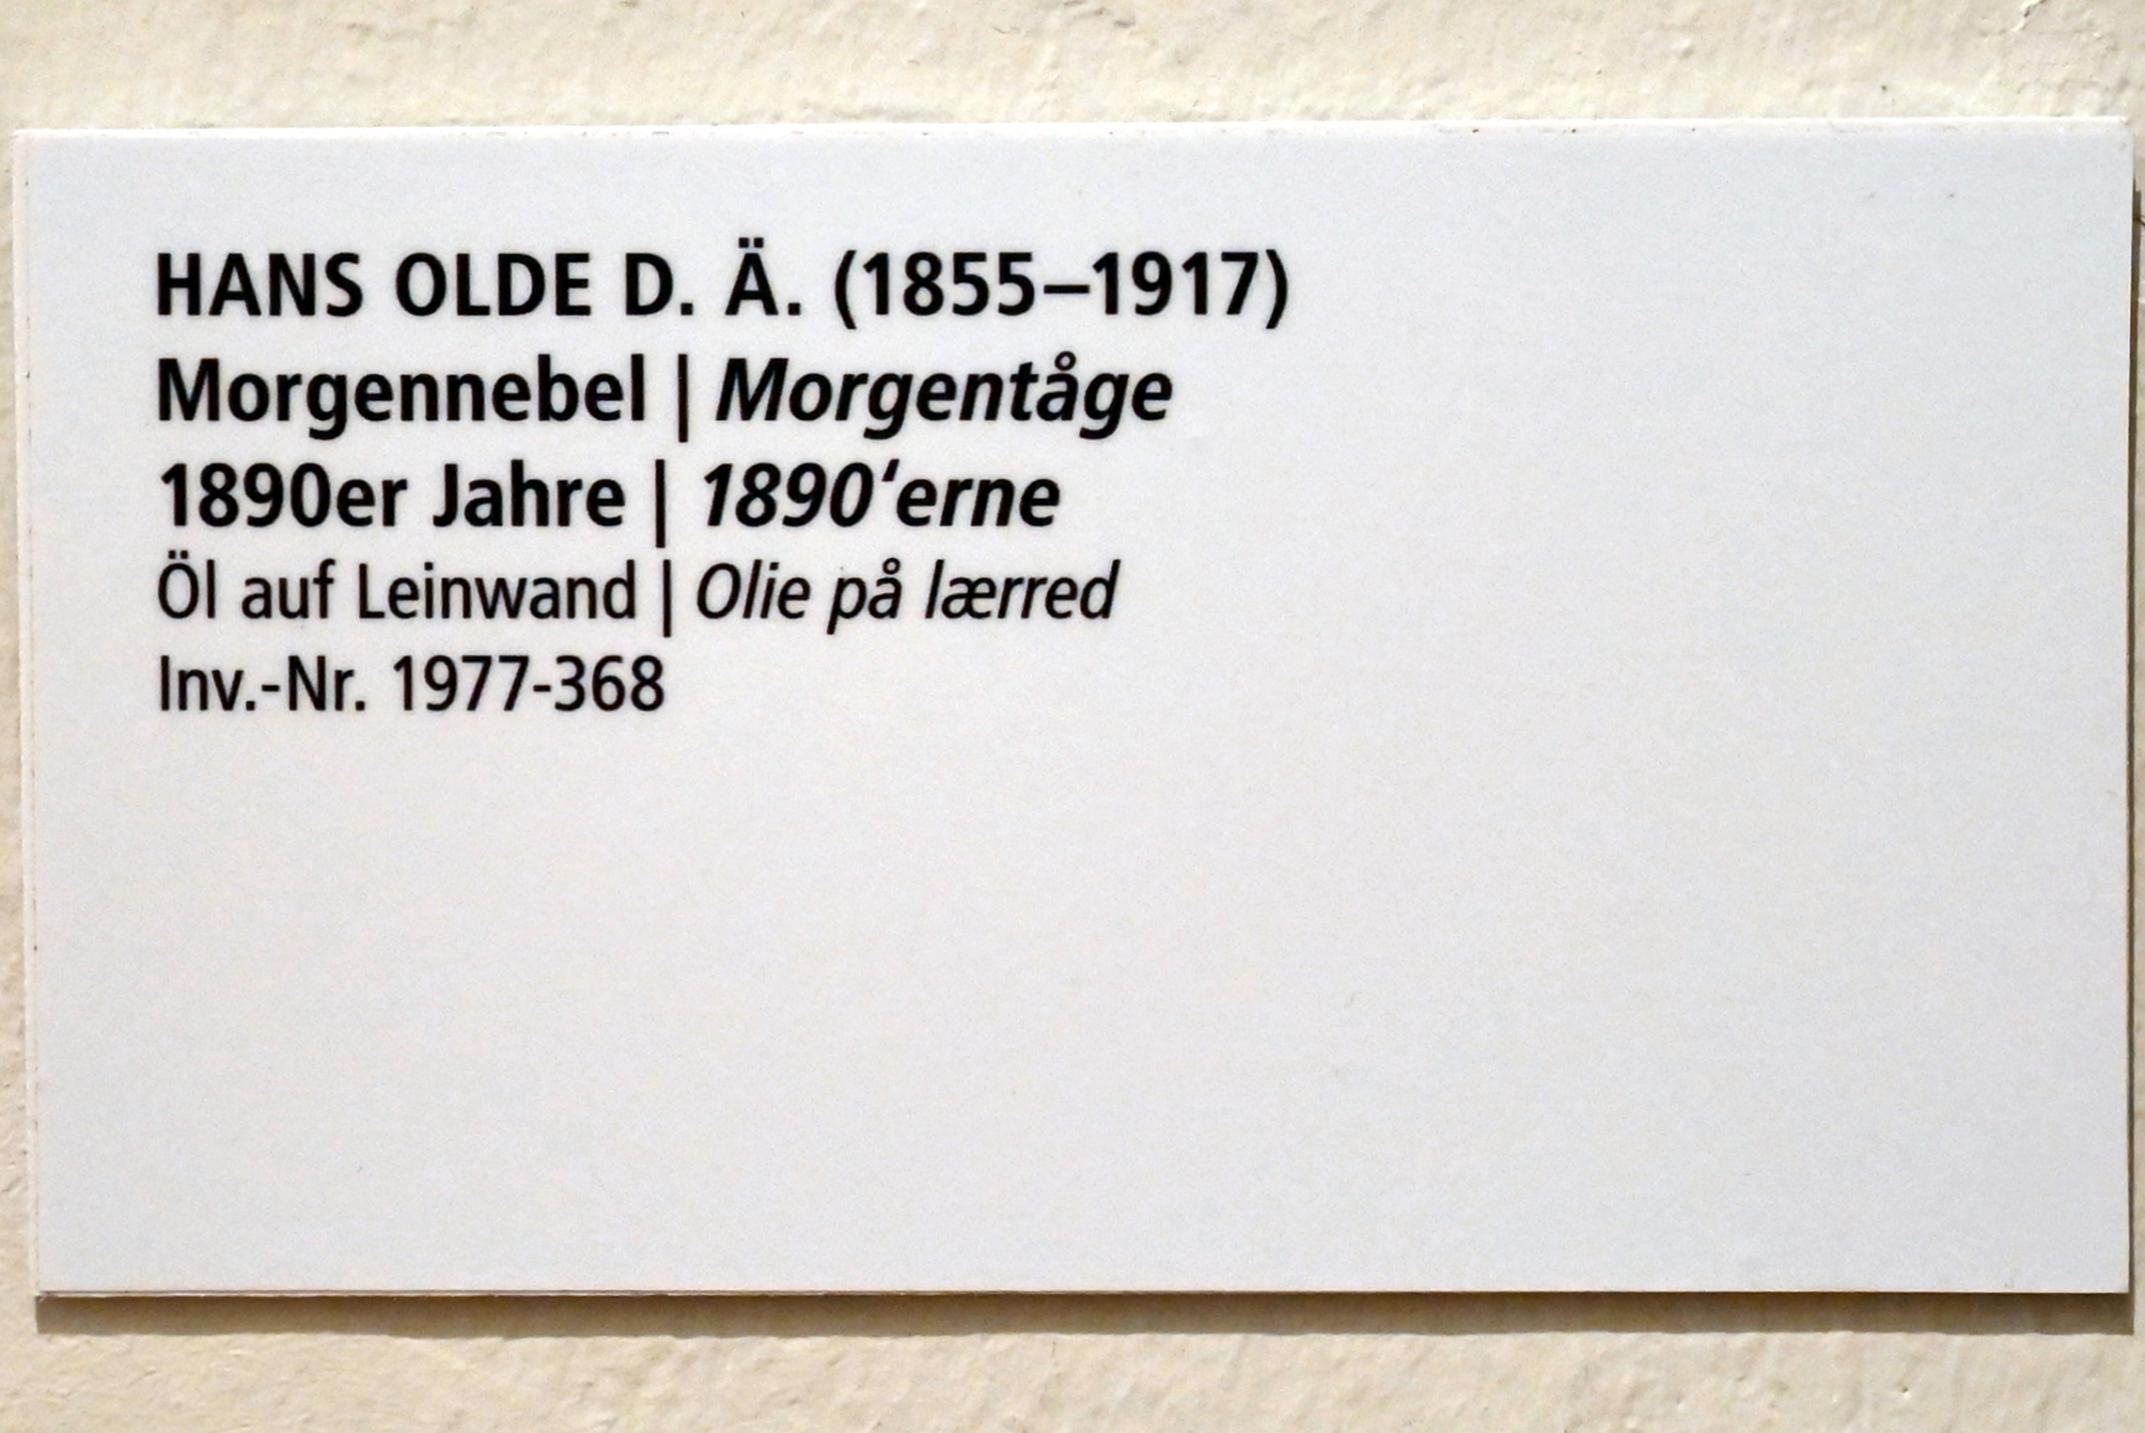 HANS OLDE D. Ä. (1855–1917)
Morgennebel | Morgentåge
1890er Jahre | 1890‘erne
Öl auf Leinwand | Olie på lærred
Inv.-Nr. 1977-368